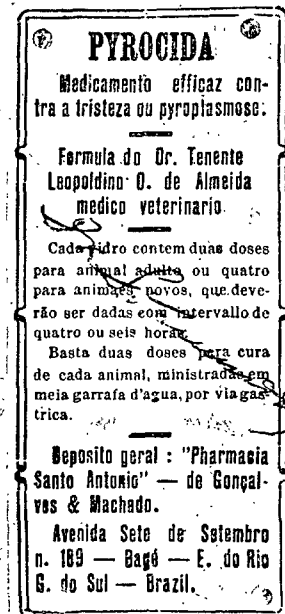 PYROCIDA
Medicamento efficaz con-
tra a tristeza ou pyroplasmose.
Formula do Dr. Tenente
Leopoldino O. de Almeida
medico veterinario
Cada vidro contem duas doses
para animal adulto ou quatro
para animaes novos, que deve-
rão ser dadas com intervallo de
quatro ou seis horas.
Basta duas doses para cura
de cada animal, ministradas em
meia garrafa d'agua, por via gas-
trica.
Deposito geral : "Pharmacia
Santo Antonio" — de Gonçal-
ves & Machado.
Avenida Sete de Setembro
n. 189 — Bagé — E. do Rio
G. do Sul — Brazil.